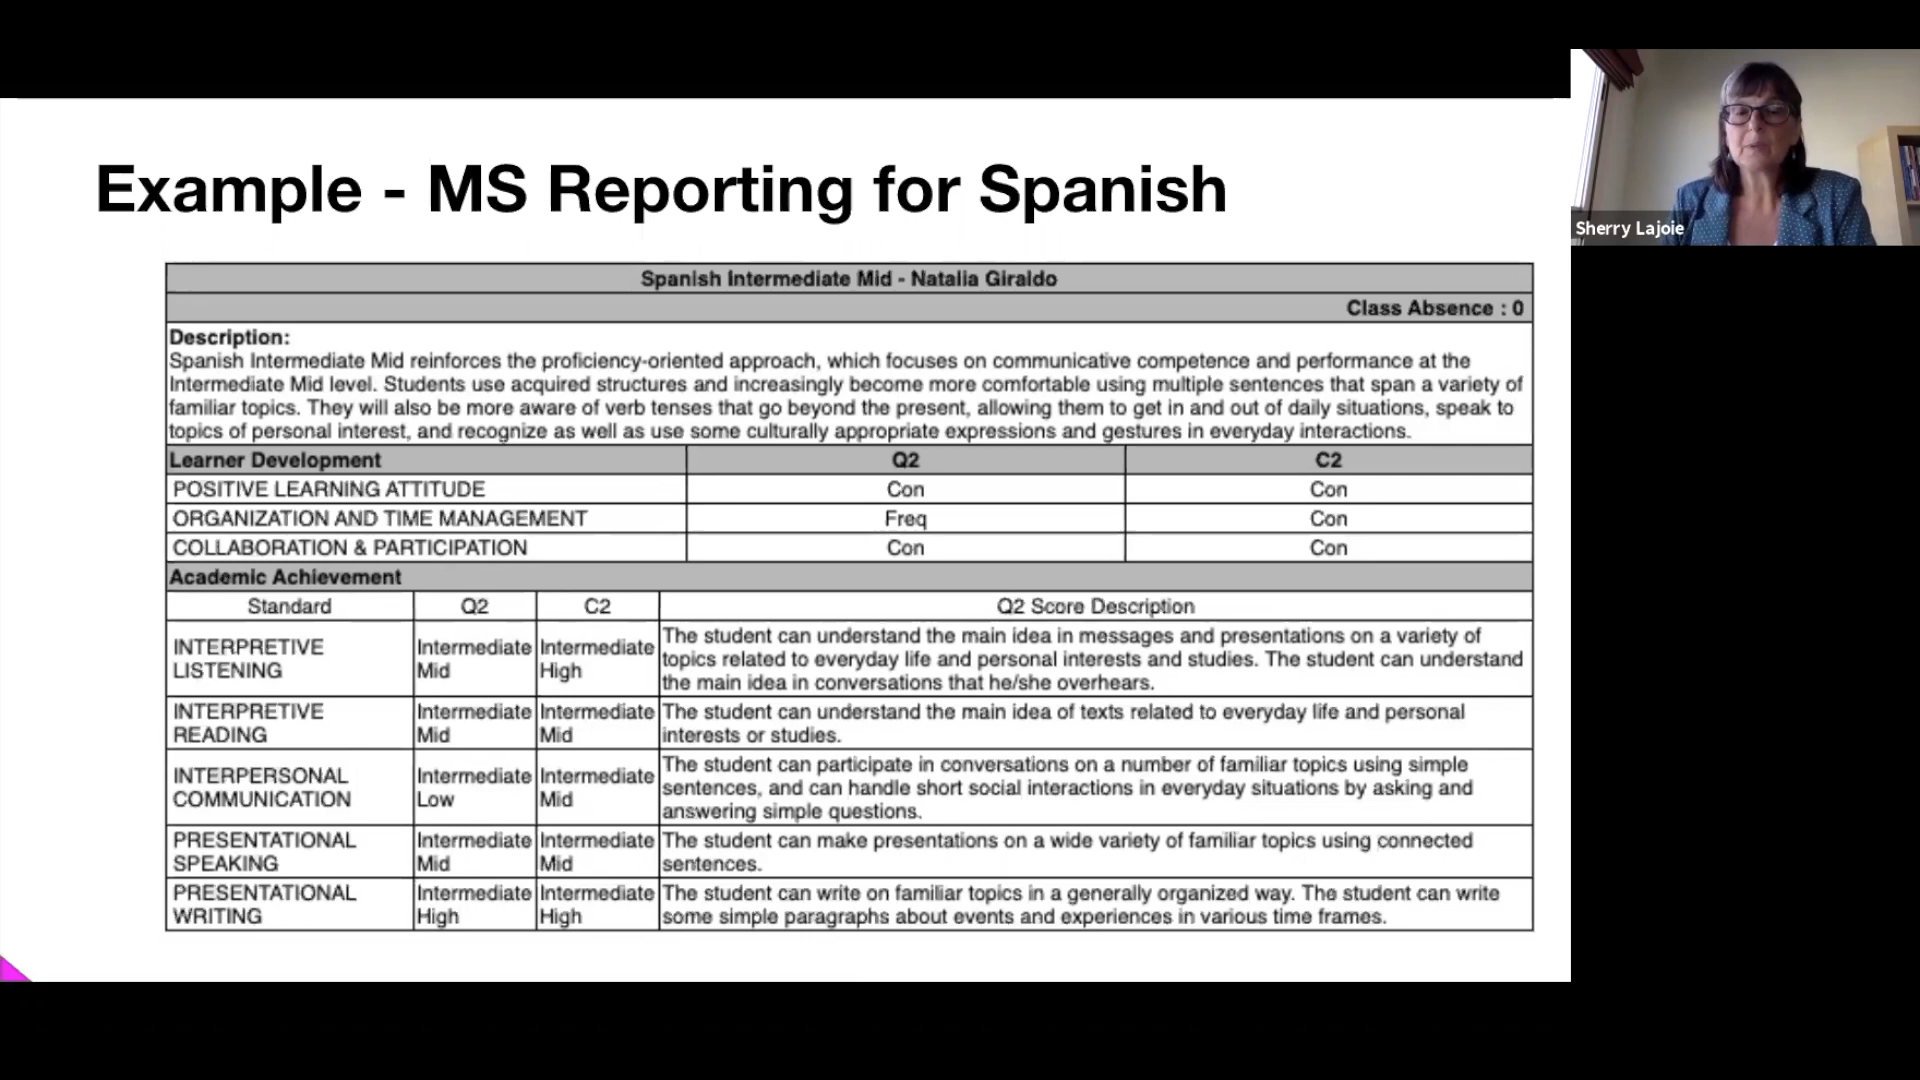 Example - MS Reporting for Spanish
Sherry Lajoie
Spanish Intermediate Mid - Natalia Giraldo
Class Absence : 0
Description:
Spanish Intermediate Mid reinforces the proficiency-oriented approach, which focuses on communicative competence and performance at the
Intermediate Mid level. Students use acquired structures and increasingly become more comfortable using multiple sentences that span a variety of
familiar topics. They will also be more aware of verb tenses that go beyond the present, allowing them to get in and out of daily situations, speak to
topics of personal interest, and recognize as well as use some culturally appropriate expressions and gestures in everyday interactions.
Learner Development Q2 C2
POSITIVE LEARNING ATTITUDE Con Con
ORGANIZATION AND TIME MANAGEMENT Freq Con
COLLABORATION & PARTICIPATION Con Con
Academic Achievement
Standard Q2 C2 Q2 Score Description
INTERPRETIVE
LISTENING
Intermediate
Mid
Intermediate
High
The student can understand the main idea in messages and presentations on a variety of
topics related to everyday life and personal interests and studies. The student can understand
the main idea in conversations that he/she overhears.
INTERPRETIVE
READING
Intermediate
Mid
Intermediate
Mid
The student can understand the main idea of texts related to everyday life and personal
interests or studies.
INTERPERSONAL
COMMUNICATION
Intermediate
Low
Intermediate
Mid
The student can participate in conversations on a number of familiar topics using simple
sentences, and can handle short social interactions in everyday situations by asking and
answering simple questions.
PRESENTATIONAL
SPEAKING
Intermediate
Mid
Intermediate
Mid
The student can make presentations on a wide variety of familiar topics using connected
sentences.
PRESENTATIONAL
WRITING
Intermediate
High
Intermediate
High
The student can write on familiar topics in a generally organized way. The student can write
some simple paragraphs about events and experiences in various time frames.